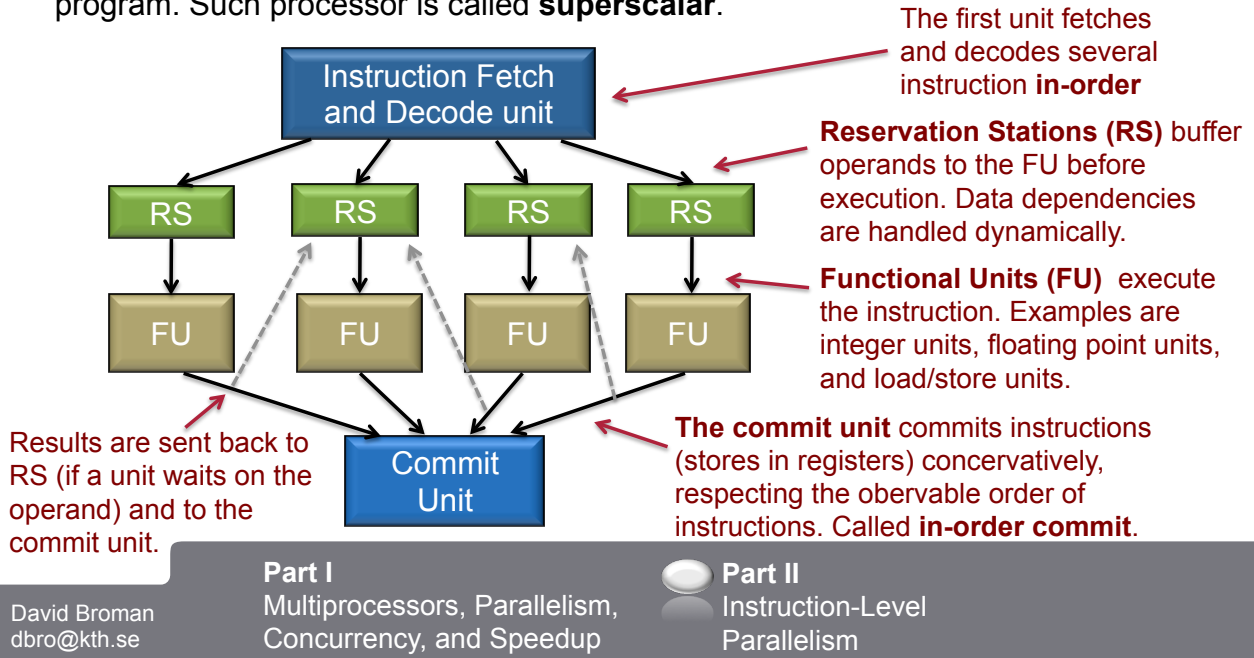 program. Such processor is called superscalar.
The first unit fetches
and decodes several
instruction in-order
Instruction Fetch
and Decode unit
Reservation Stations (RS) buffer
operands to the FU before
execution. Data dependencies
are handled dynamically.
RS
RS
RS
RS
Functional Units (FU) execute
the instruction. Examples are
integer units, floating point units,
and load/store units.
FU
FU
FU
FU
Results are sent back to
RS (if a unit waits on the
operand) and to the
commit unit.
Commit
Unit
The commit unit commits instructions
(stores in registers) concervatively,
respecting the obervable order of
instructions. Called in-order commit.
David Broman
dbro@kth.se
Part I
Multiprocessors, Parallelism,
Concurrency, and Speedup
Part II
Instruction-Level
Parallelism